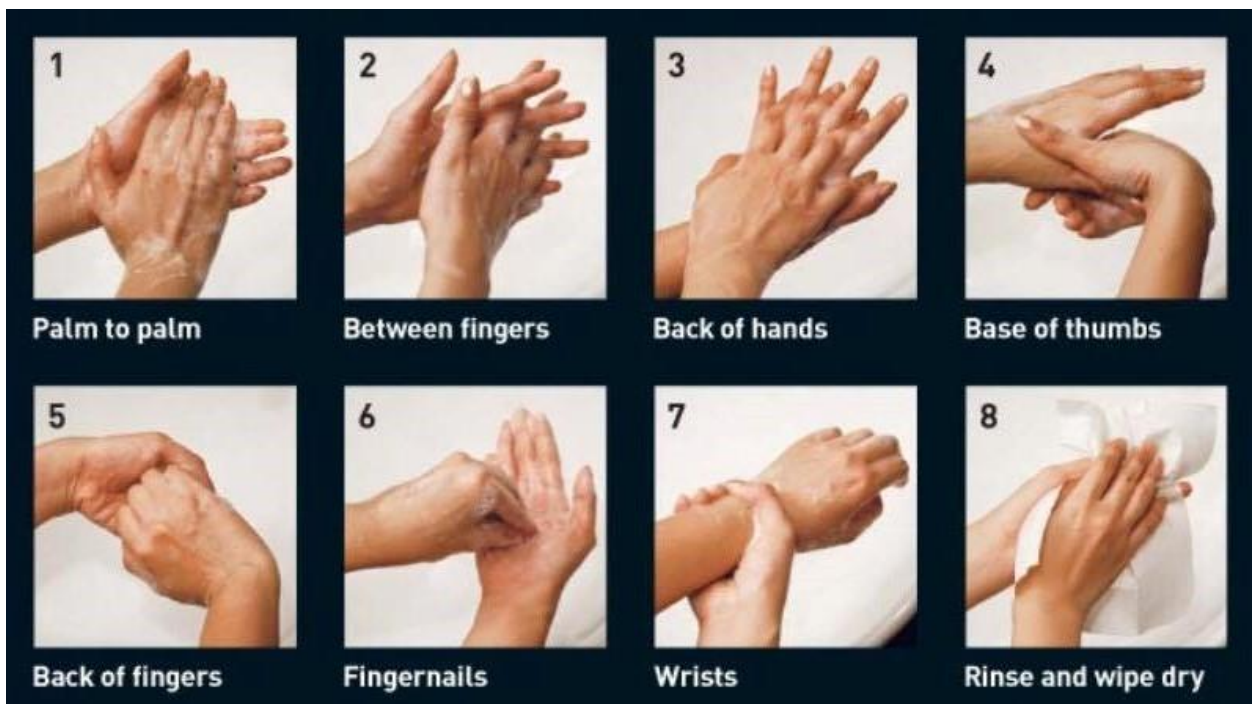 1
2
3
4
Palm to palm
Between fingers
Back of hands
Base of thumbs
5
6
7
8
Back of fingers
Fingernails
Wrists
Rinse and wipe dry